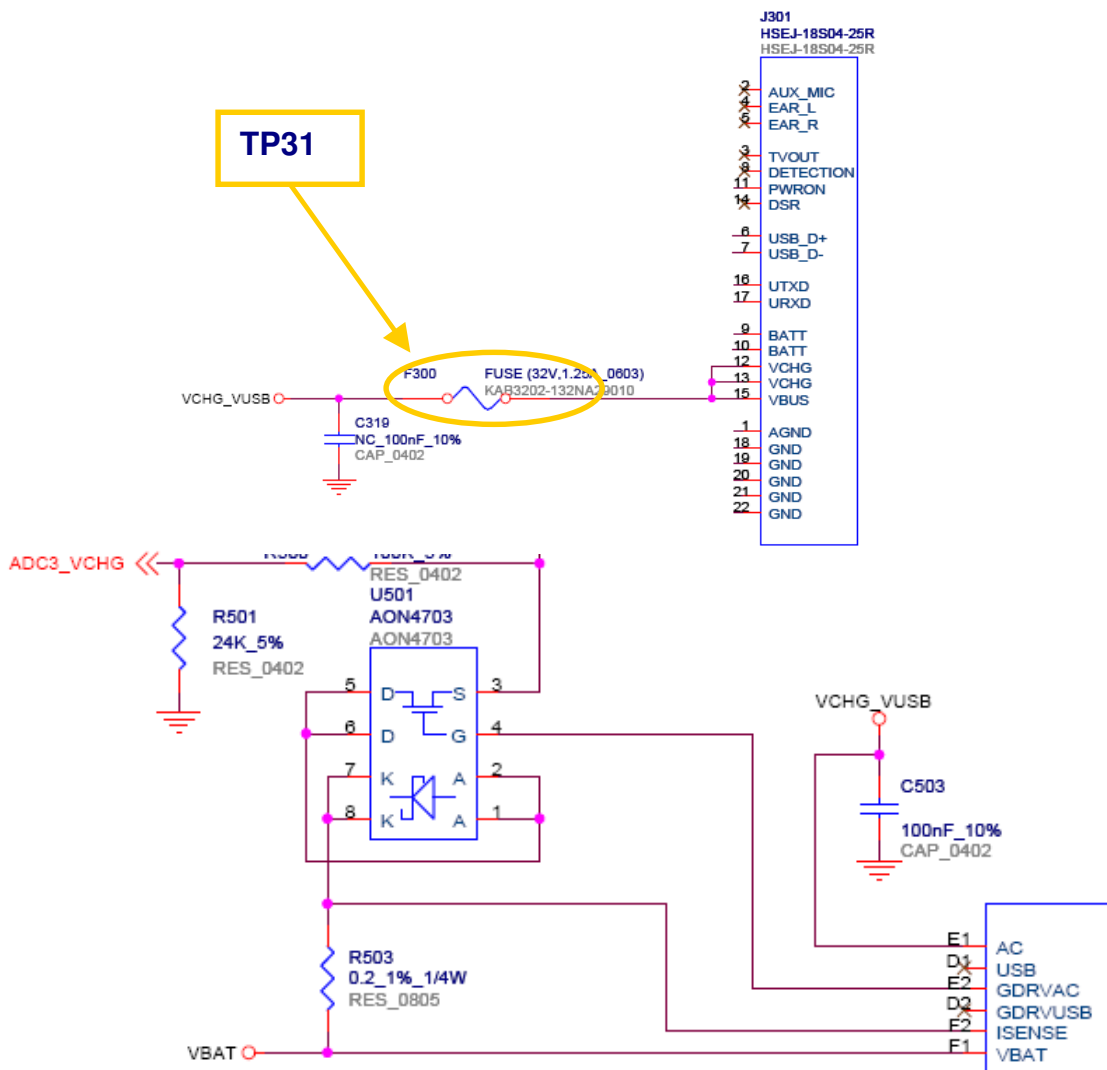 J301
HSEJ-18S04-25R
HSEJ-18S04-25R
TP31
2 AUX_MIC
4 EAR_L
5 EAR_R
3 TVOUT
8 DETECTION
11 PWRON
14 DSR
6 USB_D+
7 USB_D-
16 UTXD
17 URXD
9 BATT
10 BATT
12 VCHG
13 VCHG
15 VBUS
1 AGND
18 GND
19 GND
20 GND
21 GND
22 GND
F300 FUSE (32V,1.25A_0603)
KAB3202-132NA29010
VCHG_VUSB
C319
NC_100nF_10%
CAP_0402
ADC3_VCHG
RES_0402
U501
AON4703
AON4703
R501
24K_5%
RES_0402
5 D S 3
6 D G 4
7 K A 2
8 K A 1
VCHG_VUSB
C503
100nF_10%
CAP_0402
R503
0.2_1%_1/4W
RES_0805
VBAT
E1 AC
D1 USB
E2 GDRVAC
D2 GDRVUSB
F2 ISENSE
F1 VBAT